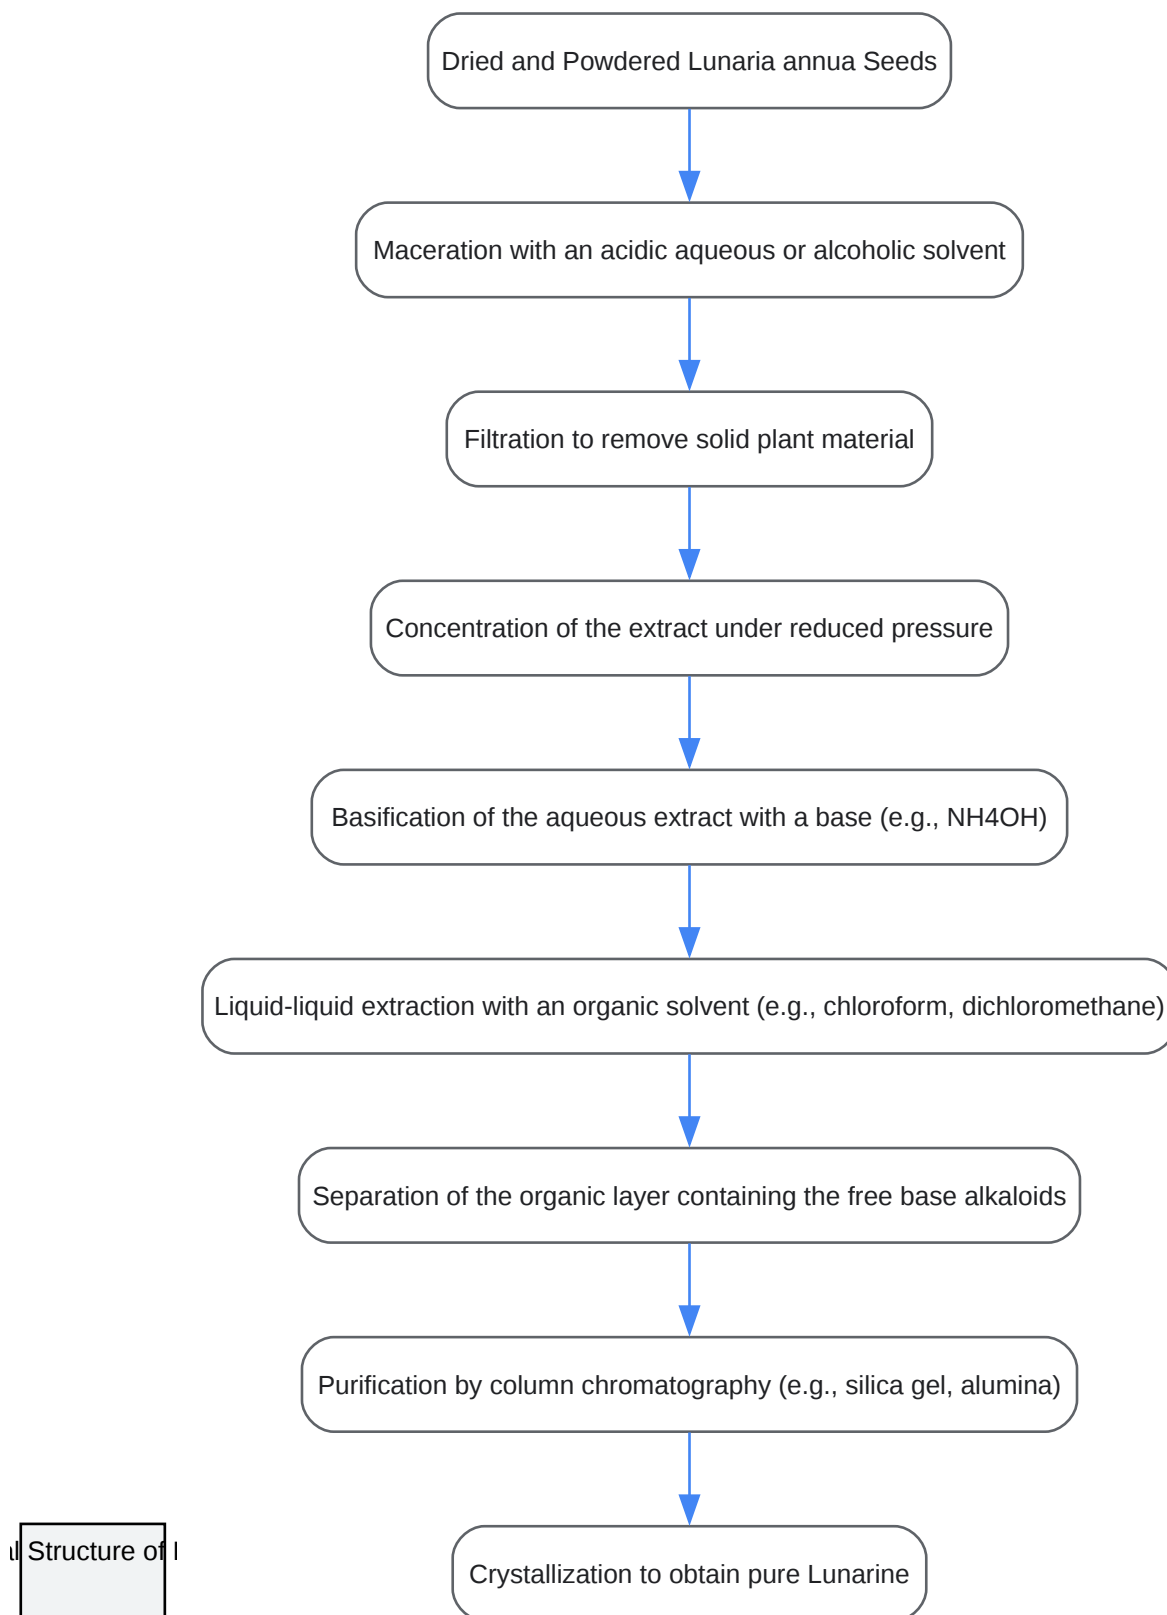 Dried and Powdered Lunaria annua Seeds
Maceration with an acidic aqueous or alcoholic solvent
Filtration to remove solid plant material
Concentration of the extract under reduced pressure
Basification of the aqueous extract with a base (e.g., NH4OH)
Liquid-liquid extraction with an organic solvent (e.g., chloroform, dichloromethane)
Separation of the organic layer containing the free base alkaloids
Purification by column chromatography (e.g., silica gel, alumina)
Structure of
Crystallization to obtain pure Lunarine